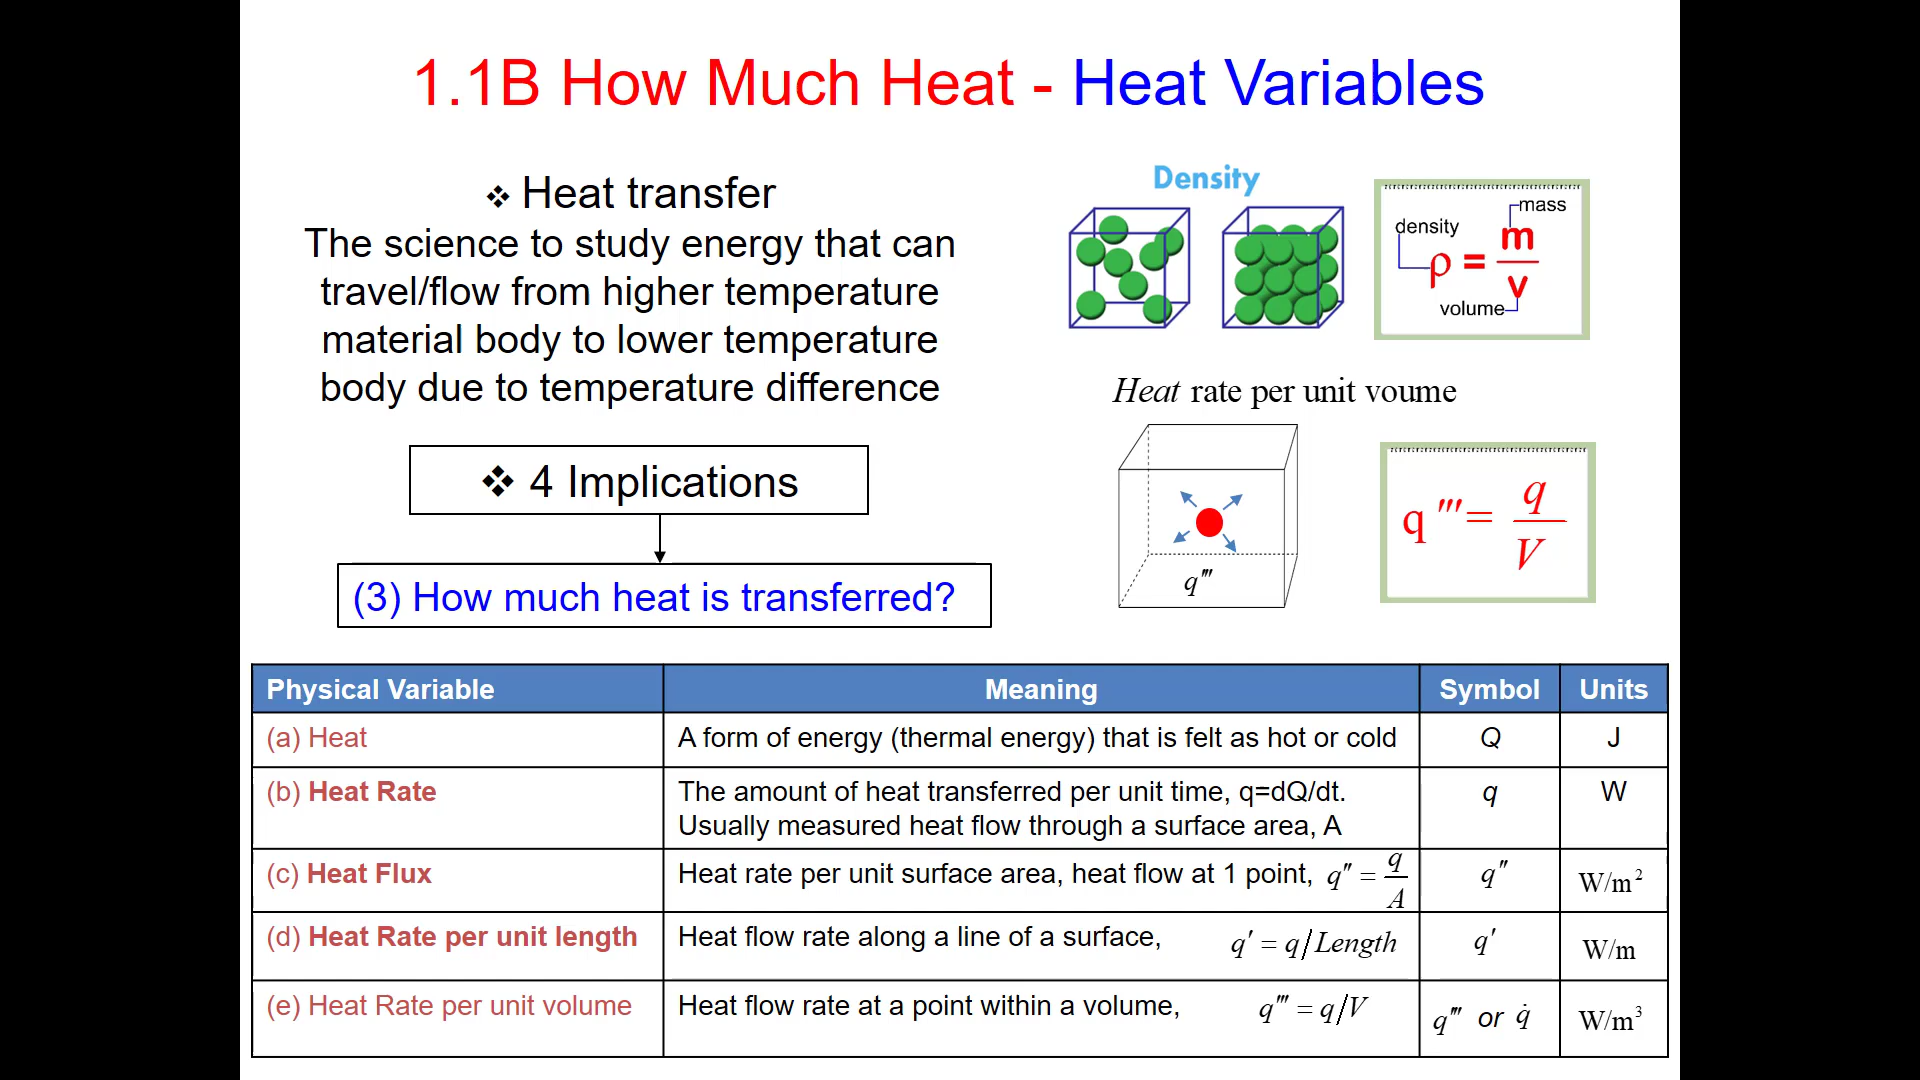 1.1B How Much Heat - Heat Variables
❖ Heat transfer
The science to study energy that can
travel/flow from higher temperature
material body to lower temperature
body due to temperature difference
❖ 4 Implications
(3) How much heat is transferred?
Density
density
mass
ρ = m/v
volume
Heat rate per unit voume
q‴
q‴ = q/V
Physical Variable Meaning Symbol Units
(a) Heat A form of energy (thermal energy) that is felt as hot or cold Q J
(b) Heat Rate The amount of heat transferred per unit time, q=dQ/dt. q W
Usually measured heat flow through a surface area, A
(c) Heat Flux Heat rate per unit surface area, heat flow at 1 point, q″ = q/A q″ W/m²
(d) Heat Rate per unit length Heat flow rate along a line of a surface, q′ = q/Length q′ W/m
(e) Heat Rate per unit volume Heat flow rate at a point within a volume, q‴ = q/V q‴ or q̇ W/m³